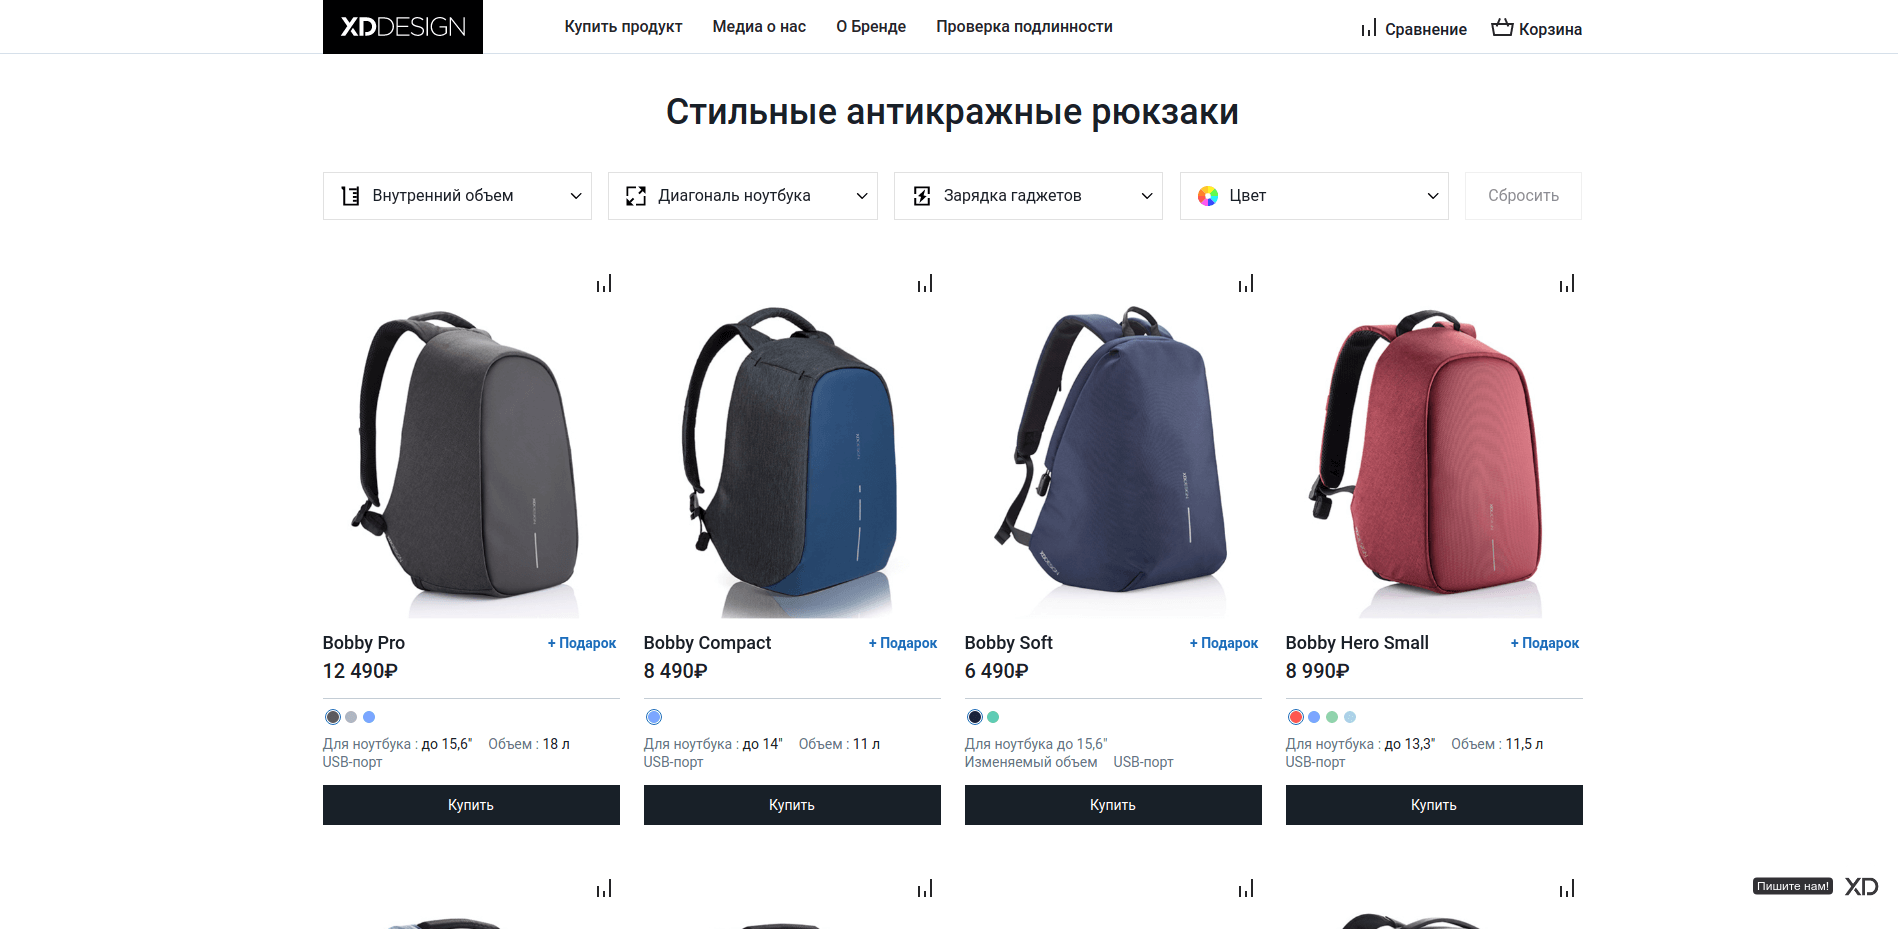 XDDESIGN
Купить продукт
Медиа о нас
О Бренде
Проверка подлинности
Сравнение
Корзина
Стильные антикражные рюкзаки
Внутренний объем
Диагональ ноутбука
Зарядка гаджетов
Цвет
Сбросить
Bobby Pro
+ Подарок
12 490₽
Для ноутбука : до 15,6" Объем : 18 л
USB-порт
Купить
Bobby Compact
+ Подарок
8 490₽
Для ноутбука : до 14" Объем : 11 л
USB-порт
Купить
Bobby Soft
+ Подарок
6 490₽
Для ноутбука до 15,6"
Изменяемый объем USB-порт
Купить
Bobby Hero Small
+ Подарок
8 990₽
Для ноутбука : до 13,3" Объем : 11,5 л
USB-порт
Купить
Пишите нам!
XD